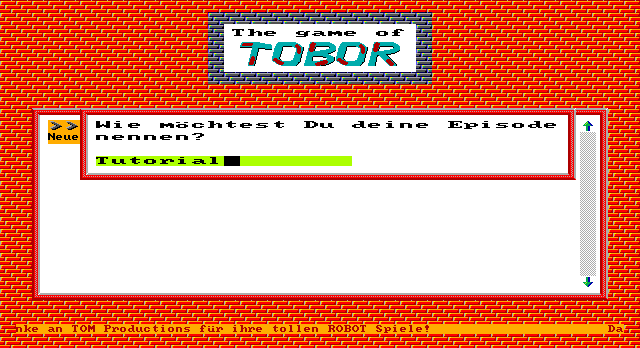 The game of
TOBOR
Wie möchtest Du deine Episode
nennen?
Neue
Tutorial
nke an TOM Productions für ihre tollen ROBOT Spiele! Da